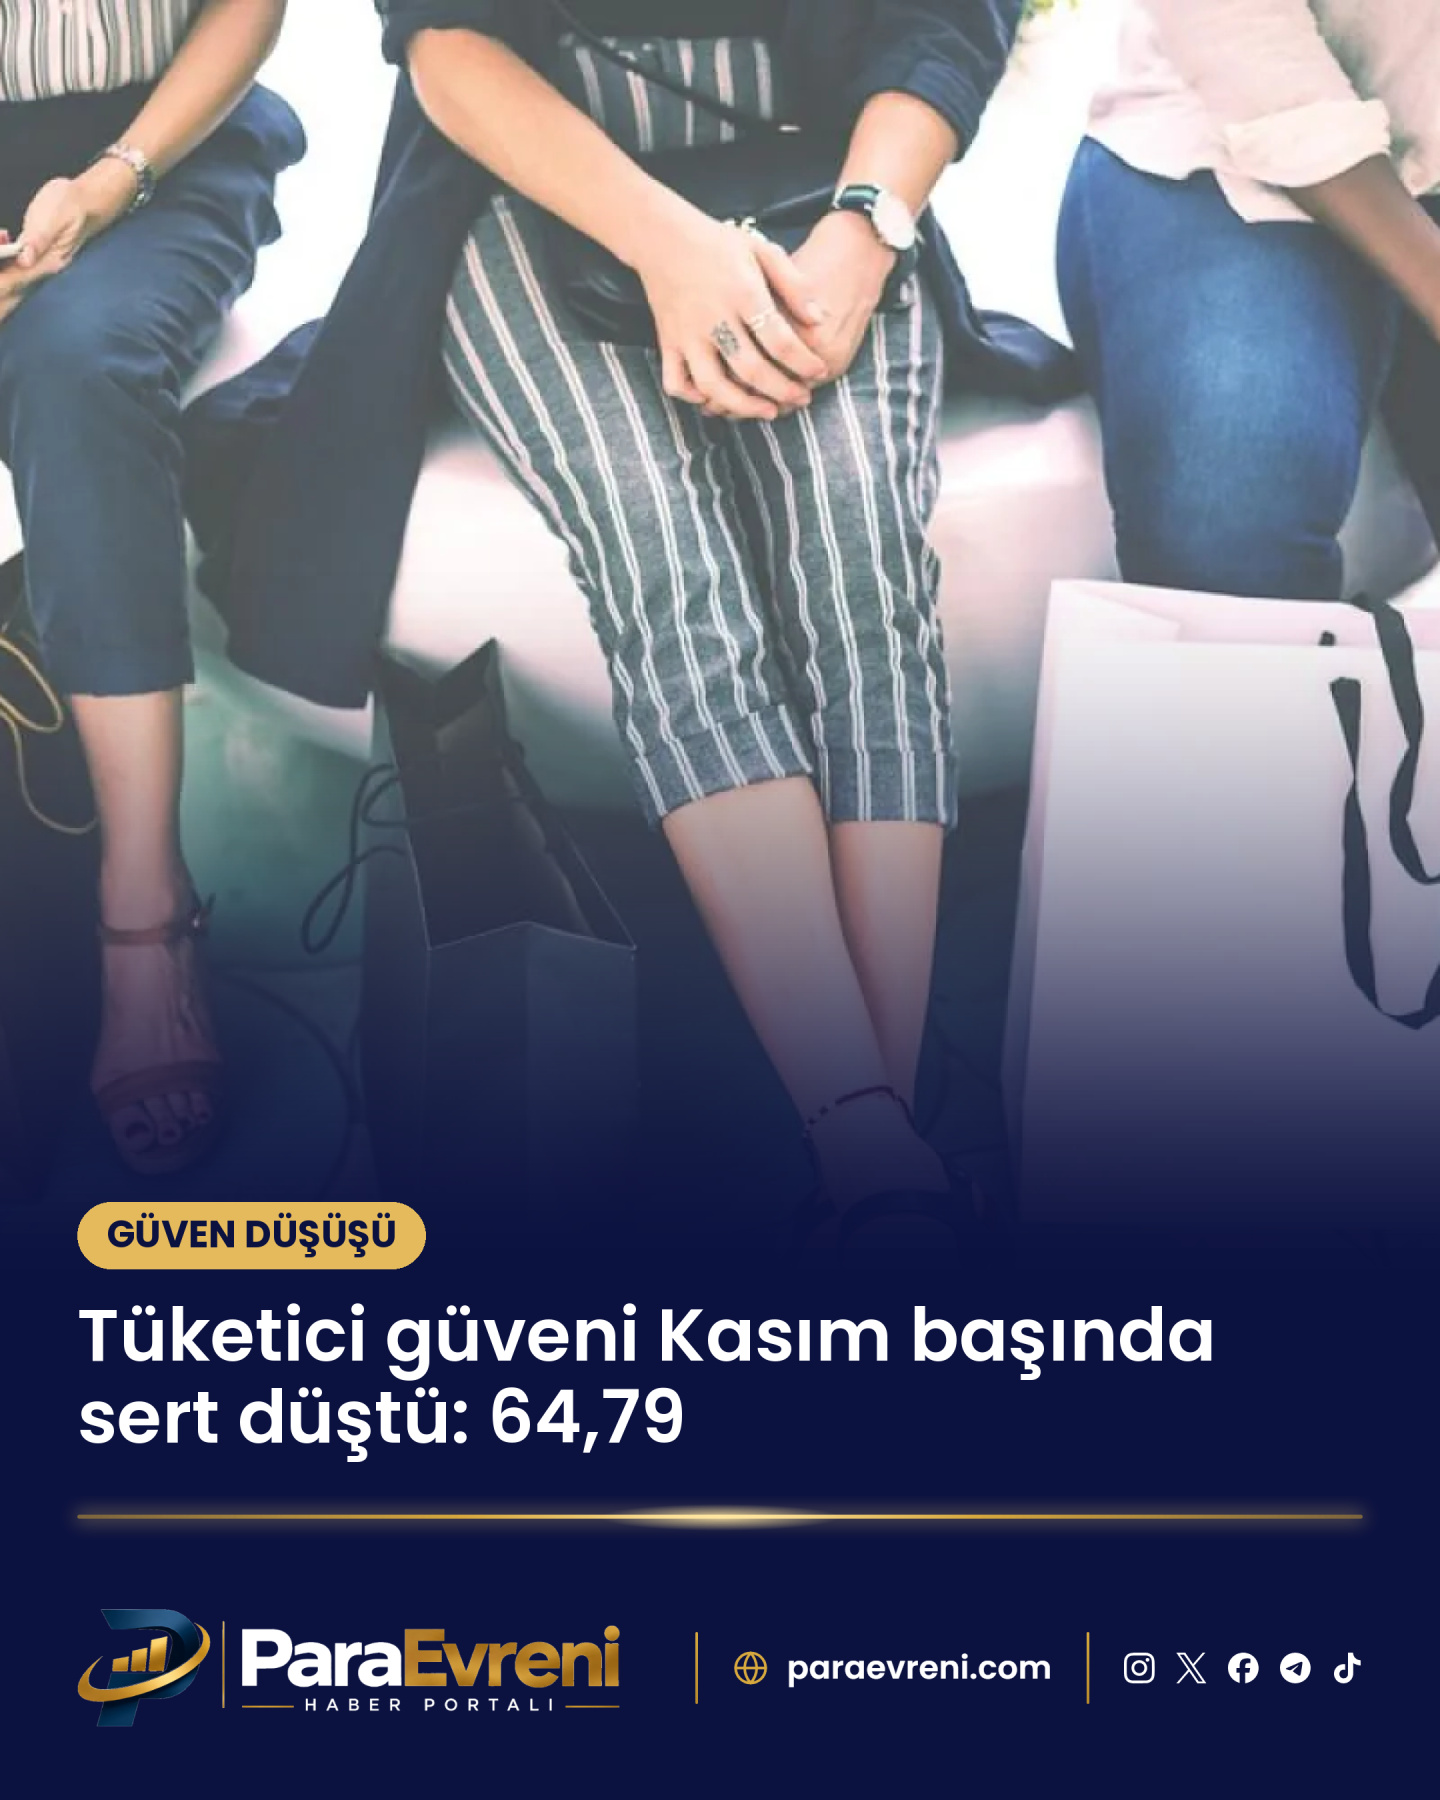 GÜVEN DÜŞÜŞÜ
Tüketici güveni Kasım başında
sert düştü: 64,79
ParaEvreni
HABER PORTALI
paraevreni.com